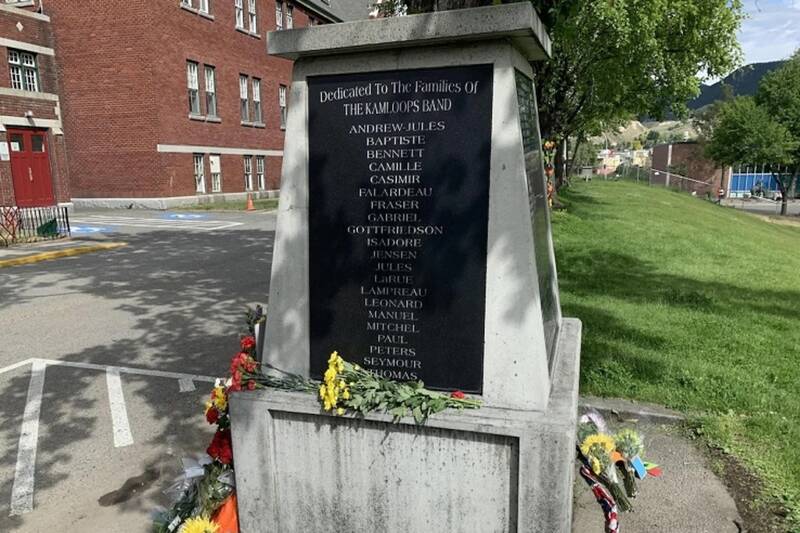 Dedicated To The Families Of
THE KAMLOOPS BAND
ANDREW-JULES
BAPTISTE
BENNETT
CAMILLE
CASIMIR
FALARDEAU
FRASER
GABRIEL
GOTTFRIEDSON
ISADORE
JENSEN
JULES
LaRUE
LAMPREAU
LEONARD
MANUEL
MITCHEL
PAUL
PETERS
SEYMOUR
THOMAS